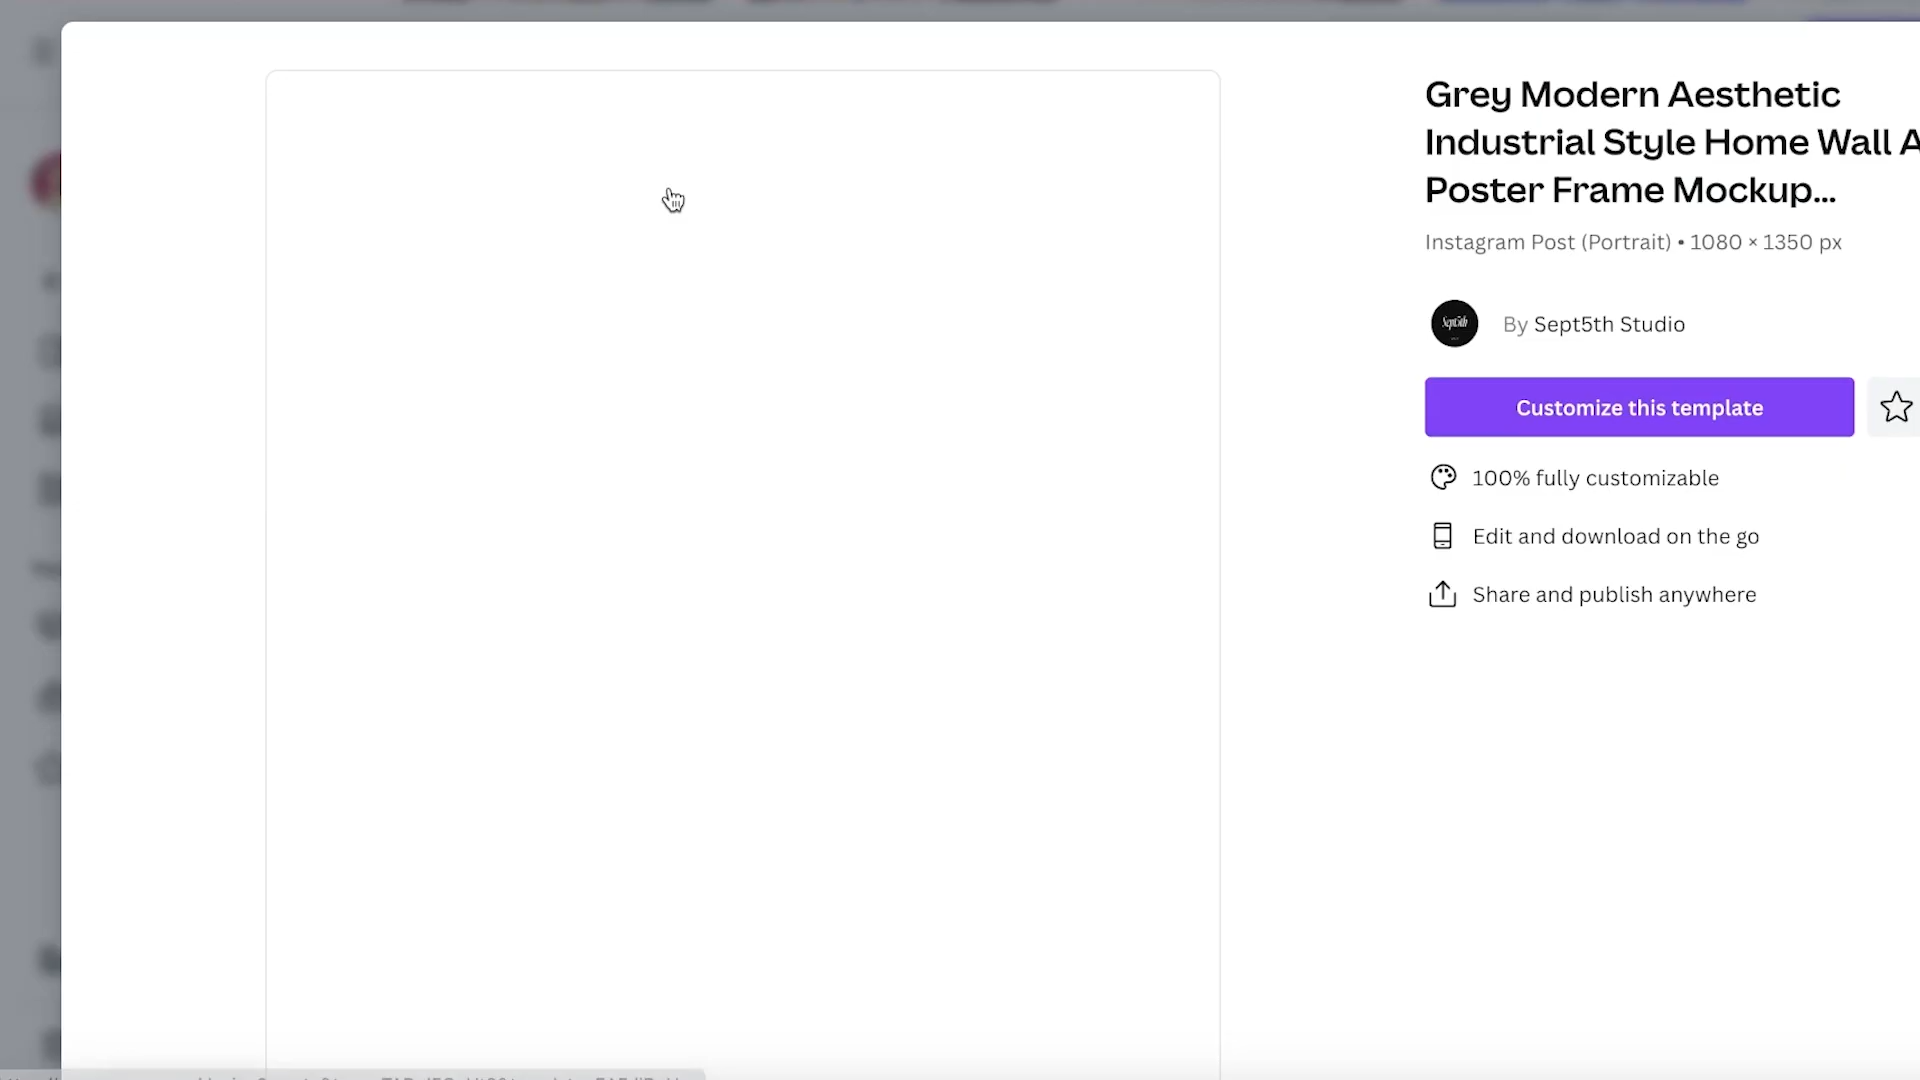 Grey Modern Aesthetic
Industrial Style Home Wall A
Poster Frame Mockup...
Instagram Post (Portrait) • 1080 × 1350 px
Sept5th
By Sept5th Studio
Customize this template
100% fully customizable
Edit and download on the go
Share and publish anywhere